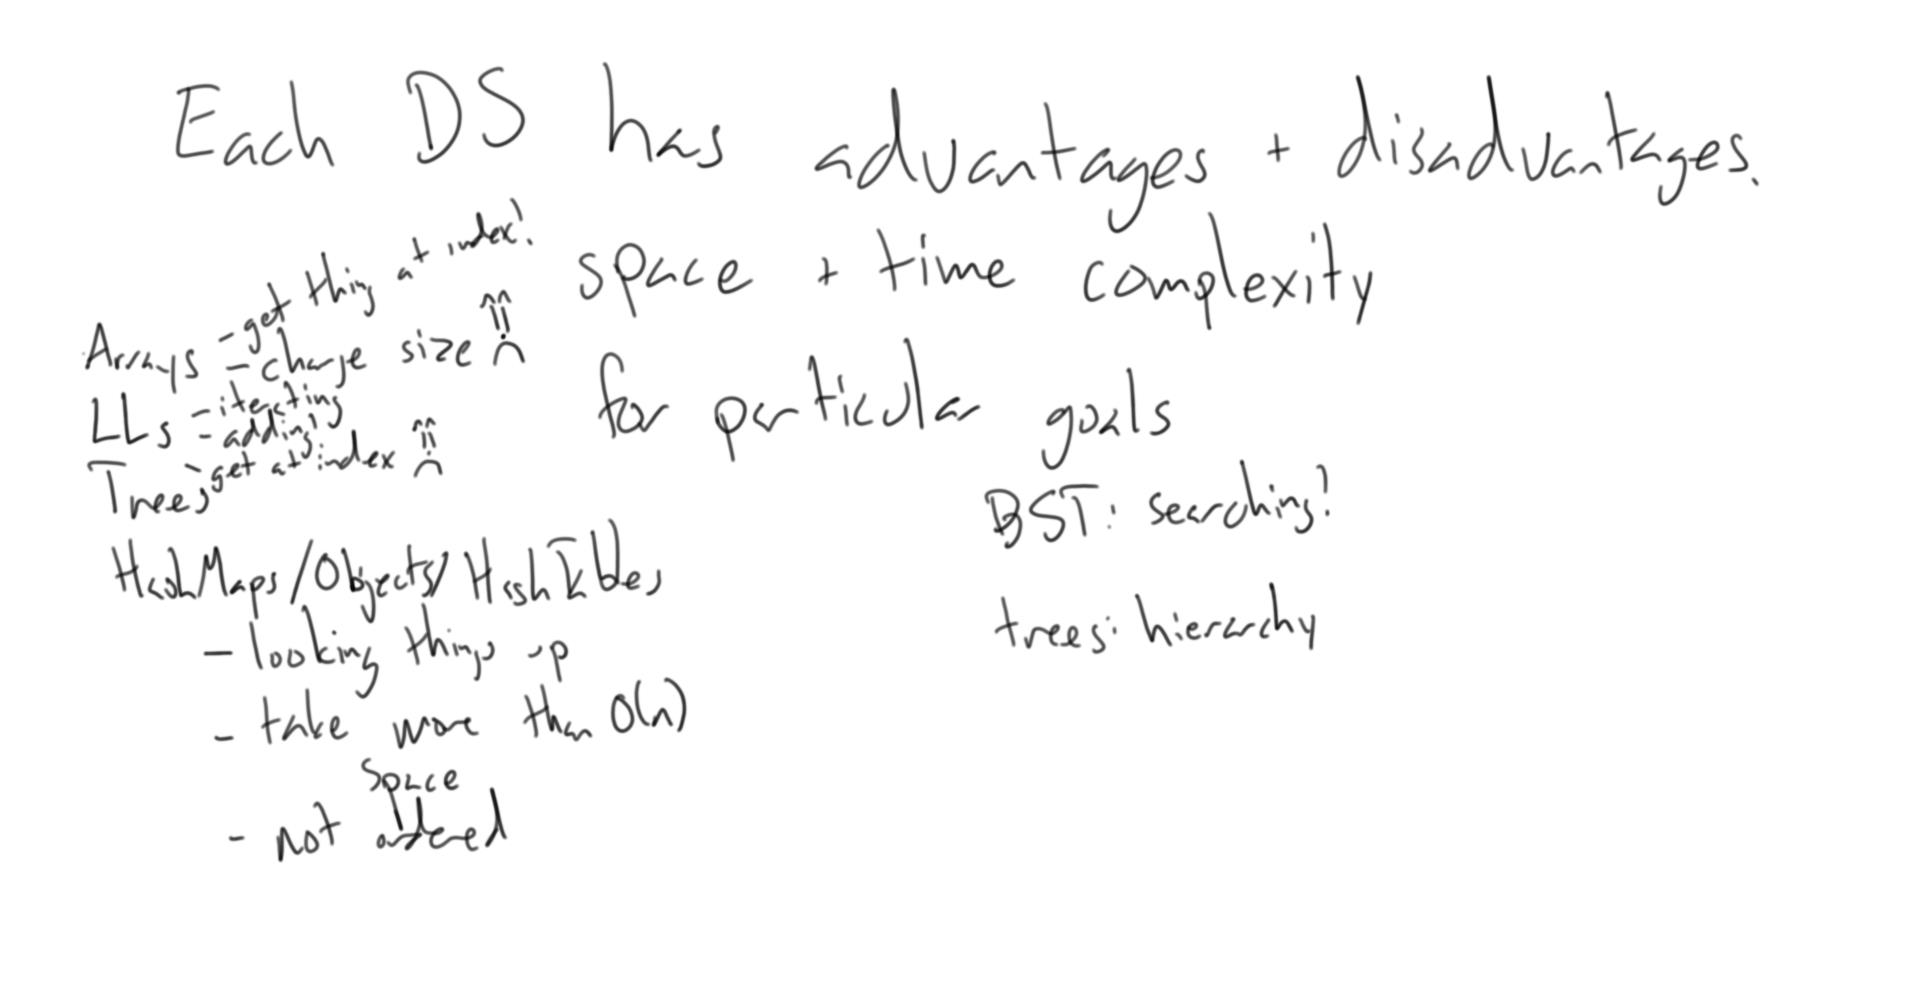 Each DS has advantages + disadvantages.
space + time complexity
for particular goals
Arrays - get thing at index!
- change size
LLs - iterating
- adding
- get at index
Trees
HashMaps/Objects/HashTables
- looking things up
- take more than O(n)
space
- not ordered
BST: searching!
trees: hierarchy